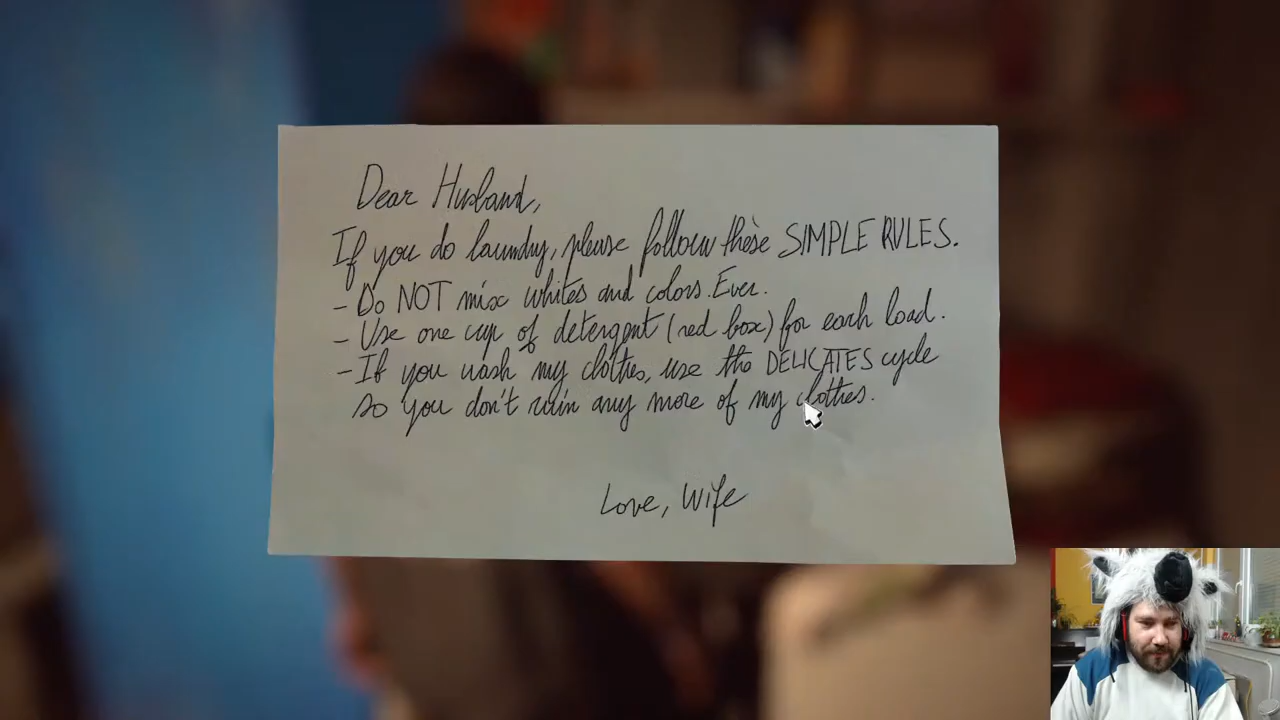 Dear Husband,
If you do laundry, please follow these SIMPLE RULES.
- Do NOT mix whites and colors. Ever.
- Use one cup of detergent (red box) for each load.
- If you wash my clothes, use the DELICATES cycle
so you don't ruin any more of my clothes.
Love, Wife